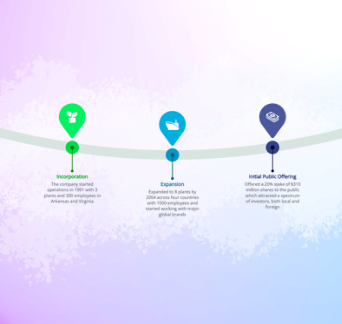 Incorporation
The company started
operations in 1991 with 3
plants and 300 employees in
Arkansas and Virginia
Expansion
Expanded to 8 plants by
2004 across four countries
with 1000 employees and
started working with major
global brands
Initial Public Offering
Offered a 20% stake of $310
million shares to the public
which attracted a spectrum
of investors, both local and
foreign